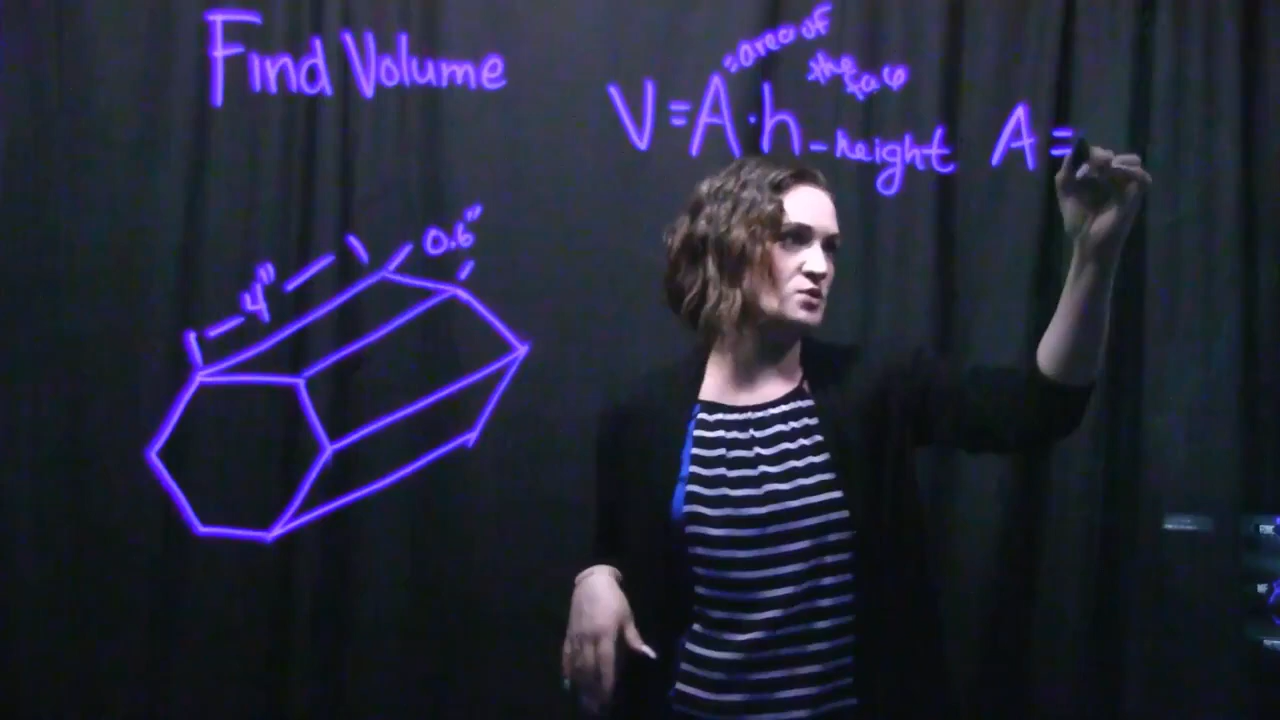 Find Volume
=area of
the face
V=A·h-height A=
4"
0.6"